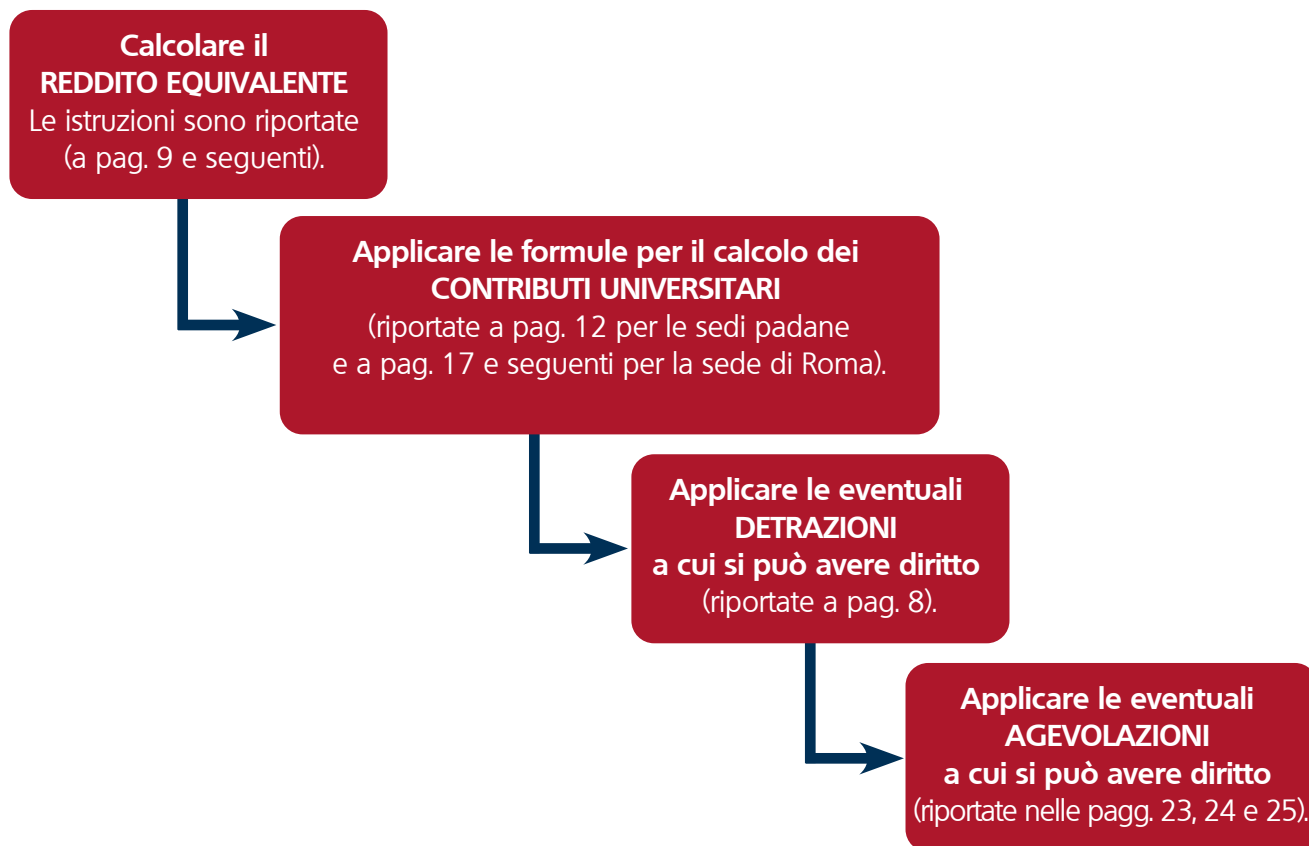 Calcolare il
REDDITO EQUIVALENTE
Le istruzioni sono riportate
(a pag. 9 e seguenti).
Applicare le formule per il calcolo dei
CONTRIBUTI UNIVERSITARI
(riportate a pag. 12 per le sedi padane
e a pag. 17 e seguenti per la sede di Roma).
Applicare le eventuali
DETRAZIONI
a cui si può avere diritto
(riportate a pag. 8).
Applicare le eventuali
AGEVOLAZIONI
a cui si può avere diritto
(riportate nelle pagg. 23, 24 e 25).